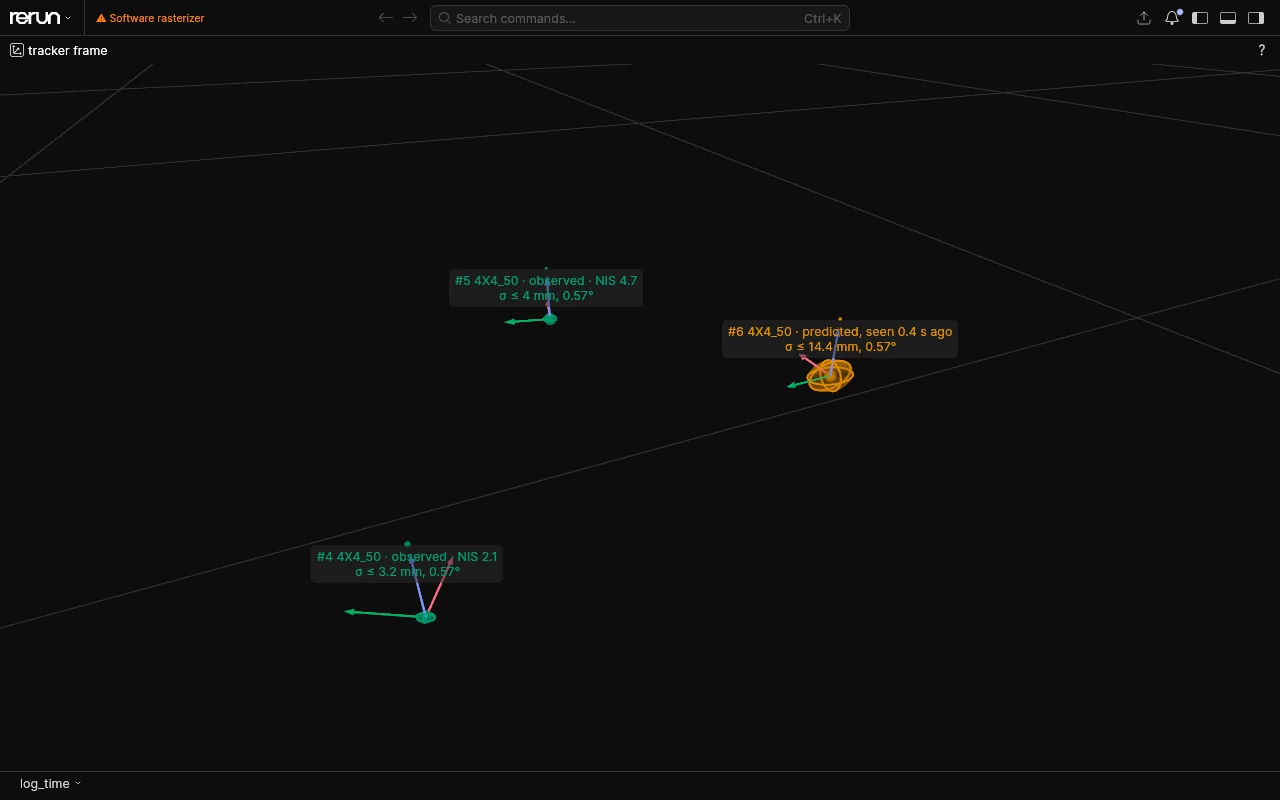 rerun
Software rasterizer
Search commands...
Ctrl+K
tracker frame
?
#5 4X4_50 · observed · NIS 4.7
σ ≤ 4 mm, 0.57°
#6 4X4_50 · predicted, seen 0.4 s ago
σ ≤ 14.4 mm, 0.57°
#4 4X4_50 · observed · NIS 2.1
σ ≤ 3.2 mm, 0.57°
log_time